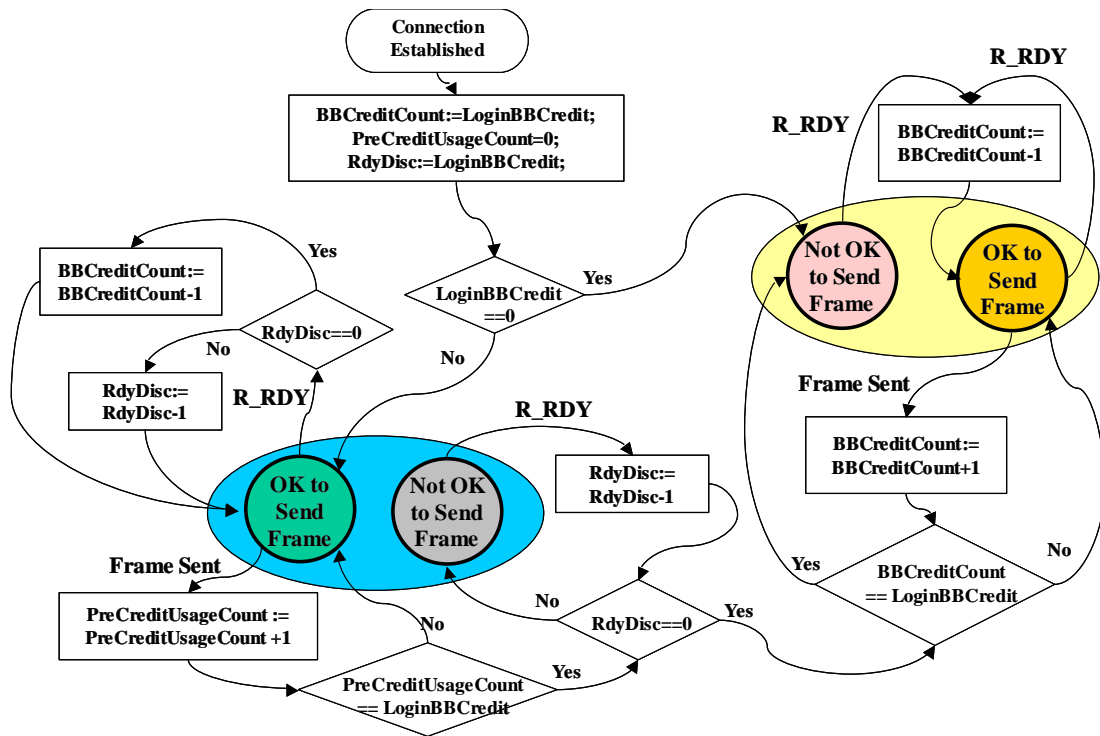 Connection
Established
BBCreditCount:=LoginBBCredit;
PreCreditUsageCount=0;
RdyDisc:=LoginBBCredit;
R_RDY
R_RDY
BBCreditCount:=
BBCreditCount-1
Yes
BBCreditCount:=
BBCreditCount-1
RdyDisc==0
No
RdyDisc:=
RdyDisc-1
R_RDY
LoginBBCredit
==0
Yes
No
Not OK
to Send
Frame
OK to
Send
Frame
Frame Sent
BBCreditCount:=
BBCreditCount+1
BBCreditCount
== LoginBBCredit
Yes
No
R_RDY
RdyDisc:=
RdyDisc-1
OK to
Send
Frame
Not OK
to Send
Frame
Frame Sent
PreCreditUsageCount :=
PreCreditUsageCount +1
No
PreCreditUsageCount
== LoginBBCredit
Yes
No
RdyDisc==0
Yes